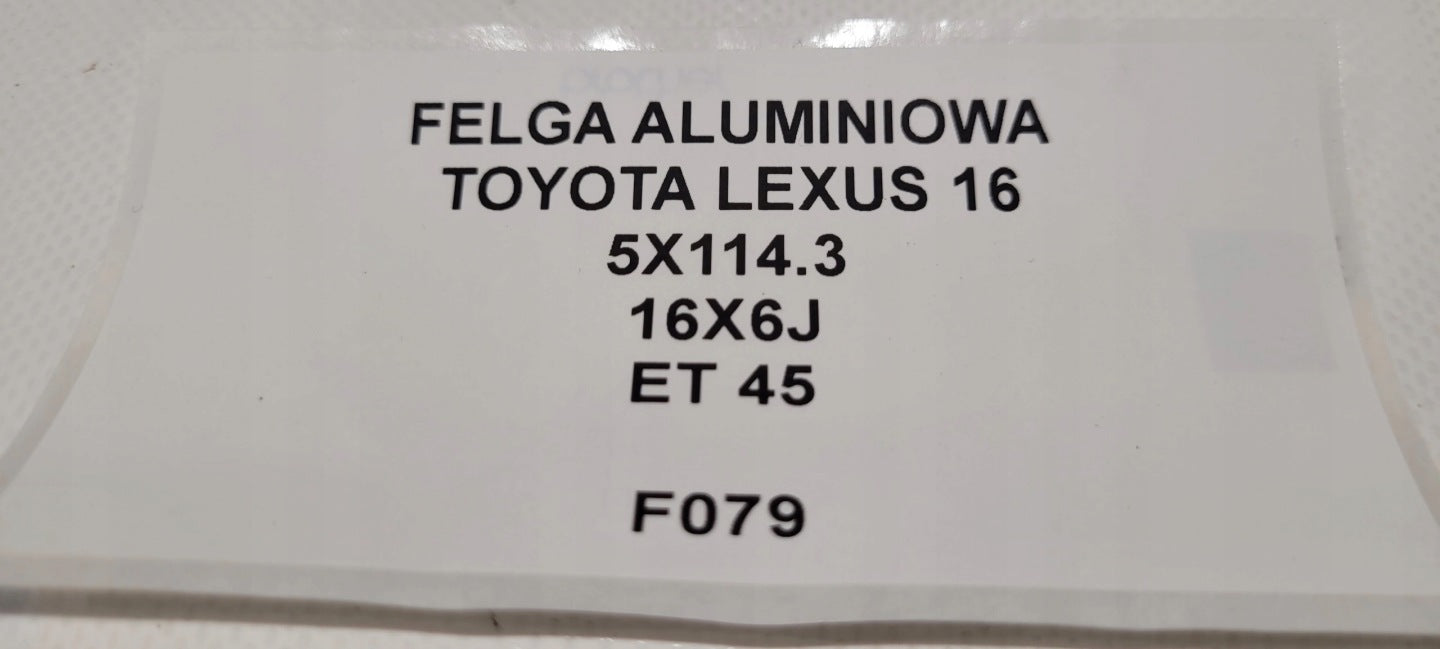 FELGA ALUMINIOWA
TOYOTA LEXUS 16
5X114.3
16X6J
ET 45
F079